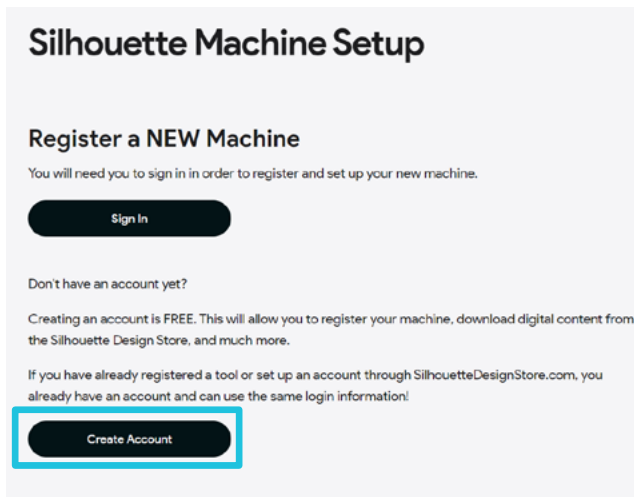 Silhouette Machine Setup
Register a NEW Machine
You will need you to sign in in order to register and set up your new machine.
Sign In
Don't have an account yet?
Creating an account is FREE. This will allow you to register your machine, download digital content from
the Silhouette Design Store, and much more.
If you have already registered a tool or set up an account through SilhouetteDesignStore.com, you
already have an account and can use the same login information!
Create Account